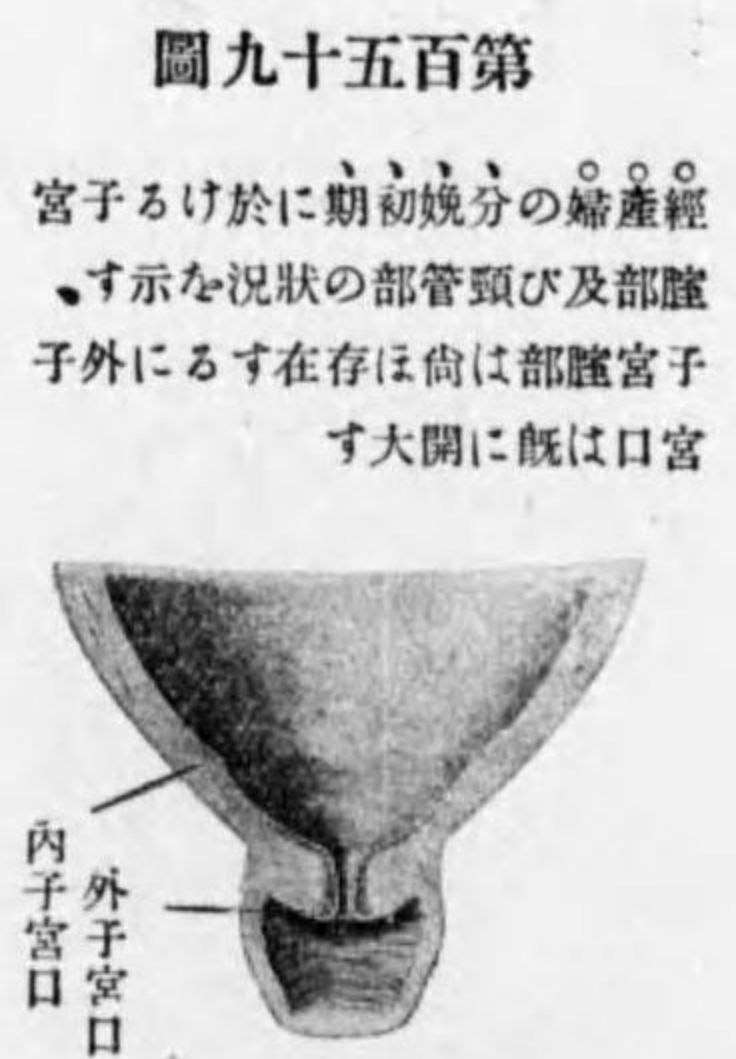 第百五十九圖
經產婦の分娩初期に於ける子宮
腟部及び頸管部の狀況を示す、
子宮腟部は尙ほ存在するに外子
宮口は既に開大す
內子宮口
外子宮口